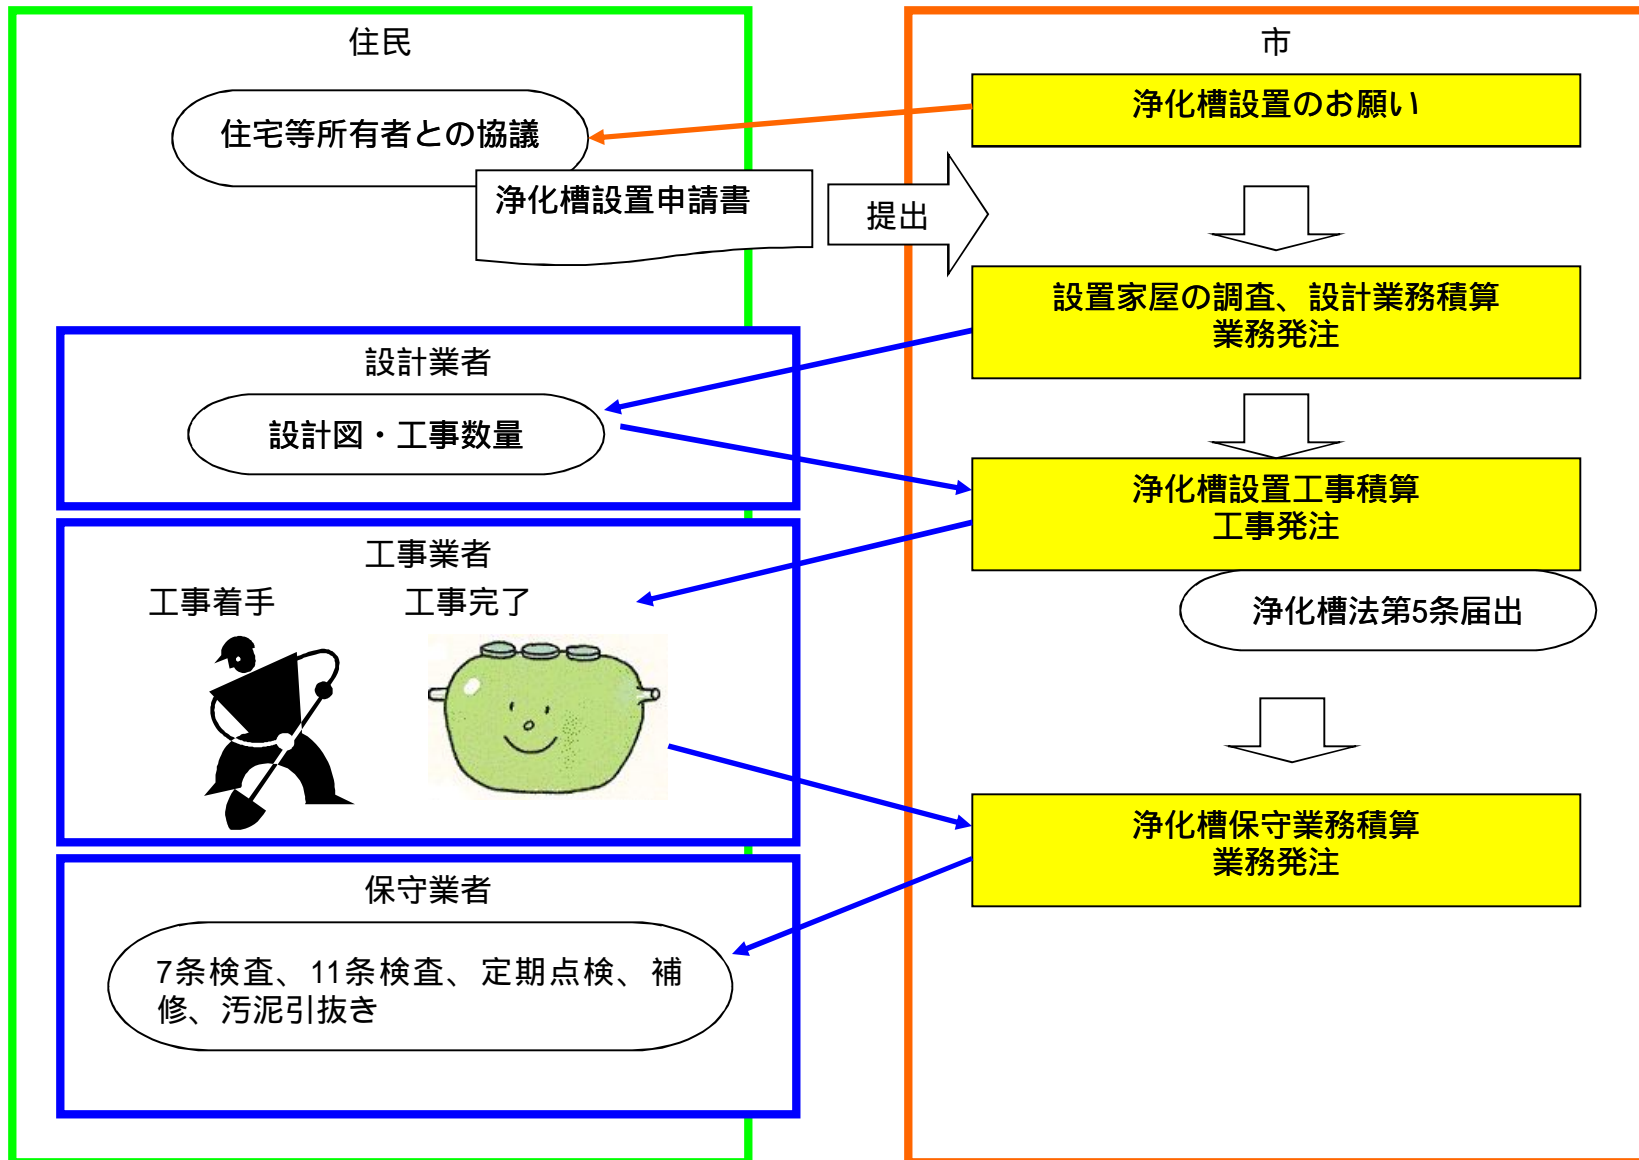 住民
市
浄化槽設置のお願い
住宅等所有者との協議
浄化槽設置申請書
提出
設置家屋の調査、設計業務積算
業務発注
設計業者
設計図・工事数量
浄化槽設置工事積算
工事発注
浄化槽法第5条届出
工事業者
工事着手
工事完了
浄化槽保守業務積算
業務発注
保守業者
7条検査、11条検査、定期点検、補
修、汚泥引抜き